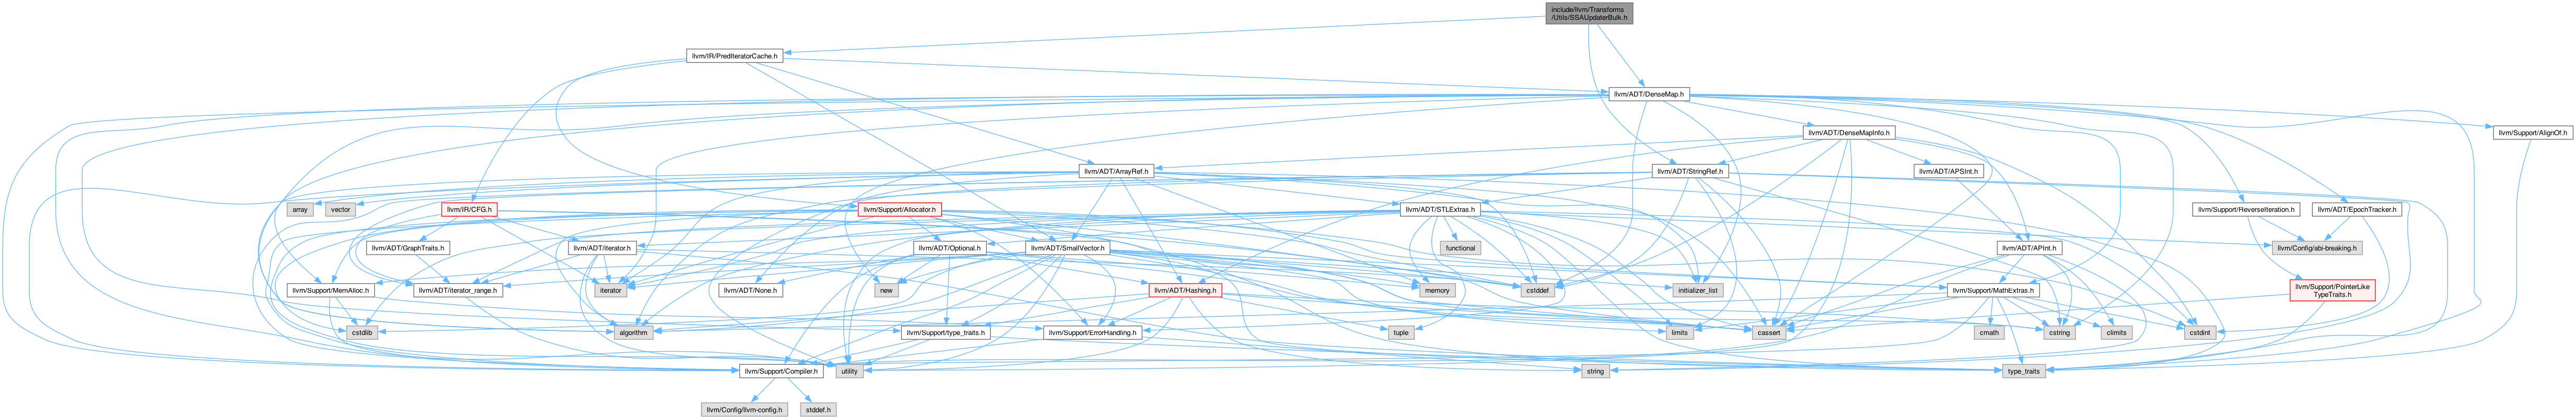 include/llvm/Transforms
/Utils/SSAUpdaterBulk.h
llvm/IR/PredIteratorCache.h
llvm/ADT/DenseMap.h
llvm/ADT/DenseMapInfo.h
llvm/Support/AlignOf.h
llvm/ADT/ArrayRef.h
llvm/ADT/StringRef.h
llvm/ADT/APSInt.h
array
vector
llvm/IR/CFG.h
llvm/Support/Allocator.h
llvm/ADT/STLExtras.h
llvm/Support/ReverseIteration.h
llvm/ADT/EpochTracker.h
llvm/ADT/GraphTraits.h
llvm/ADT/iterator.h
llvm/ADT/Optional.h
llvm/ADT/SmallVector.h
functional
llvm/ADT/APInt.h
llvm/Config/abi-breaking.h
llvm/Support/MemAlloc.h
llvm/ADT/iterator_range.h
iterator
llvm/ADT/None.h
new
llvm/ADT/Hashing.h
memory
cstddef
initializer_list
llvm/Support/MathExtras.h
llvm/Support/PointerLike
TypeTraits.h
cstdlib
algorithm
llvm/Support/type_traits.h
llvm/Support/ErrorHandling.h
tuple
limits
cassert
cmath
cstring
climits
cstdint
llvm/Support/Compiler.h
utility
string
type_traits
llvm/Config/llvm-config.h
stddef.h